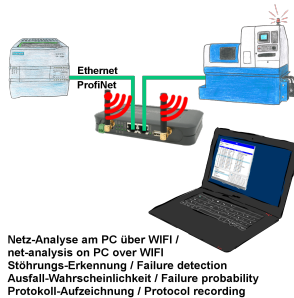 Ethernet
ProfiNet
Netz-Analyse am PC über WIFI /
net-analysis on PC over WIFI
Stöhrungs-Erkennung / Failure detection
Ausfall-Wahrscheinlichkeit / Failure probability
Protokoll-Aufzeichnung / Protocol recording